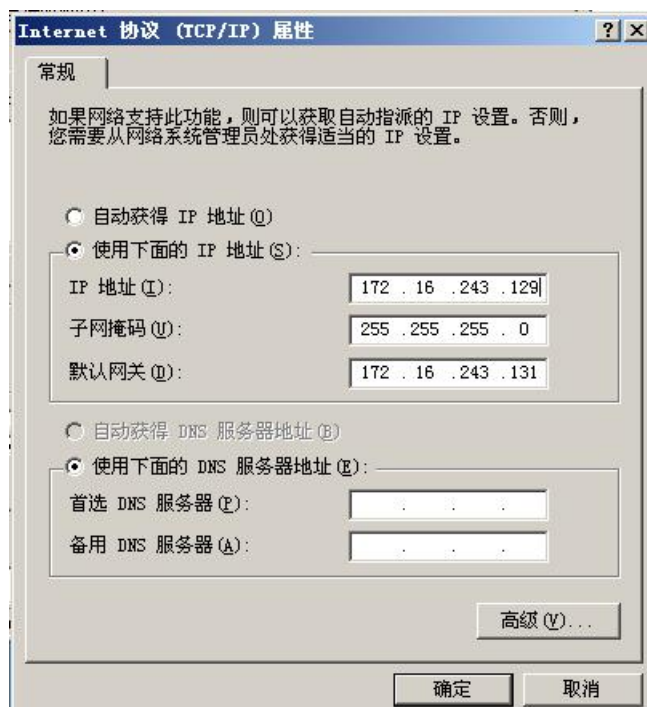 Internet 协议 (TCP/IP) 属性
常规
如果网络支持此功能，则可以获取自动指派的 IP 设置。否则，
您需要从网络系统管理员处获得适当的 IP 设置。
自动获得 IP 地址(O)
使用下面的 IP 地址(S):
IP 地址(I): 172 . 16 .243 .129
子网掩码(U): 255 .255 .255 . 0
默认网关(D): 172 . 16 .243 .131
自动获得 DNS 服务器地址(B)
使用下面的 DNS 服务器地址(E):
首选 DNS 服务器(P): . . .
备用 DNS 服务器(A): . . .
高级(V)...
确定 取消